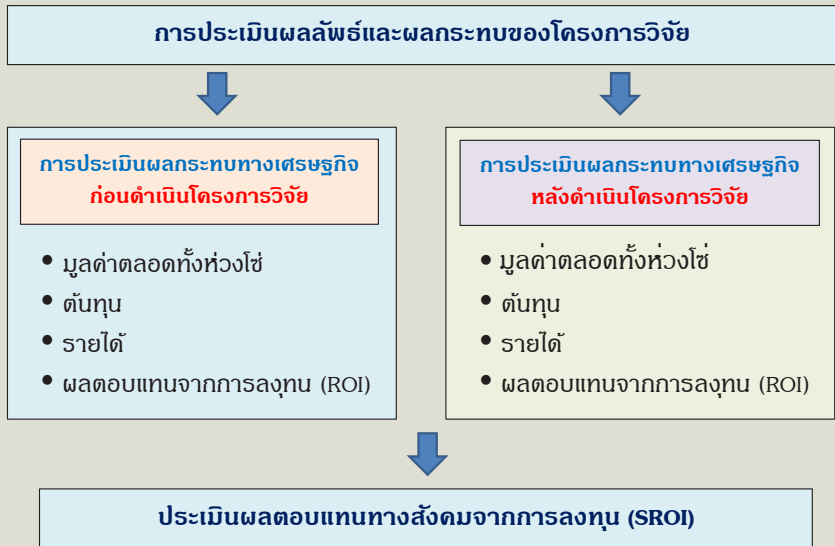 การประเมินผลลัพธ์และผลกระทบของโครงการวิจัย
การประเมินผลกระทบทางเศรษฐกิจ
ก่อนดำเนินโครงการวิจัย
• มูลค่าตลอดทั้งห่วงโซ่
• ต้นทุน
• รายได้
• ผลตอบแทนจากการลงทุน (ROI)
การประเมินผลกระทบทางเศรษฐกิจ
หลังดำเนินโครงการวิจัย
• มูลค่าตลอดทั้งห่วงโซ่
• ต้นทุน
• รายได้
• ผลตอบแทนจากการลงทุน (ROI)
ประเมินผลตอบแทนทางสังคมจากการลงทุน (SROI)